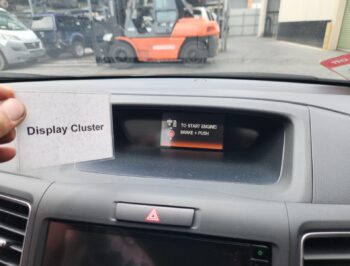 Display Cluster
TO START ENGINE:
BRAKE + PUSH